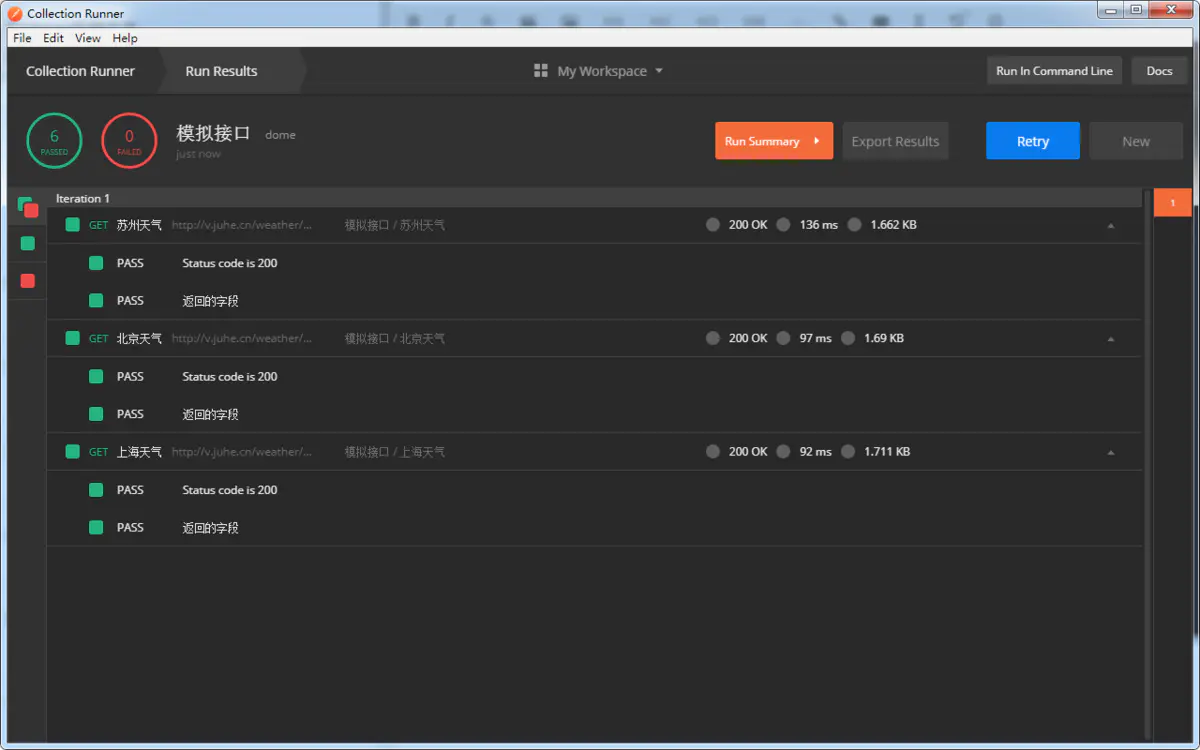 Collection Runner
File Edit View Help
Collection Runner Run Results My Workspace Run In Command Line Docs
6 PASSED 0 FAILED 模拟接口 dome just now Run Summary Export Results Retry New
Iteration 1 1
GET 苏州天气 http://v.juhe.cn/weather/... 模拟接口 / 苏州天气 200 OK 136 ms 1.662 KB
PASS Status code is 200
PASS 返回的字段
GET 北京天气 http://v.juhe.cn/weather/... 模拟接口 / 北京天气 200 OK 97 ms 1.69 KB
PASS Status code is 200
PASS 返回的字段
GET 上海天气 http://v.juhe.cn/weather/... 模拟接口 / 上海天气 200 OK 92 ms 1.711 KB
PASS Status code is 200
PASS 返回的字段